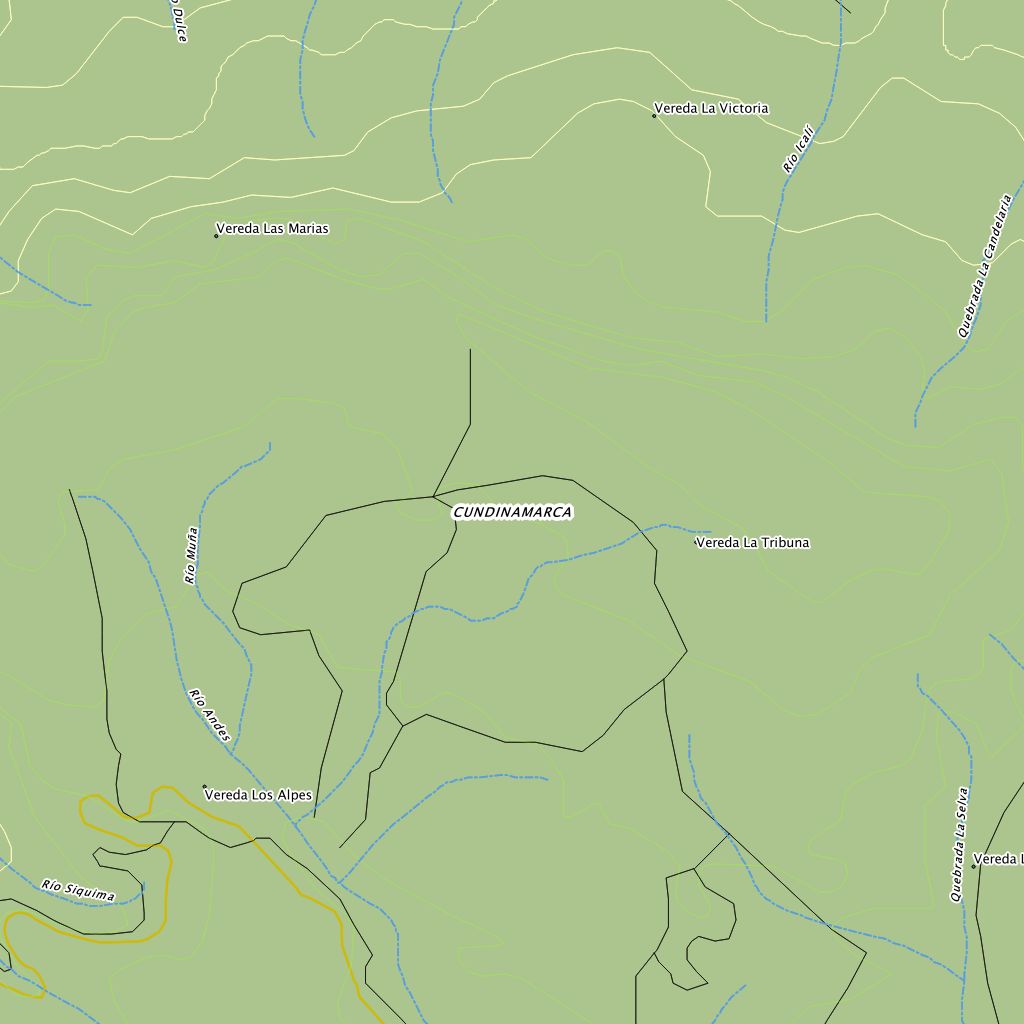 Dulce
Vereda La Victoria
Río Icalí
Quebrada La Candelaria
Vereda Las Marias
CUNDINAMARCA
Río Muña
Vereda La Tribuna
Río Andes
Vereda Los Alpes
Quebrada La Selva
Vereda L
Río Siquima